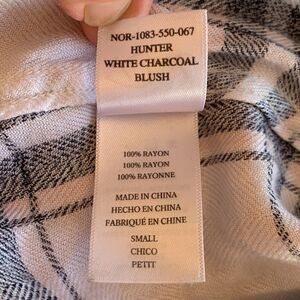 NOR-1083-550-067
HUNTER
WHITE CHARCOAL
BLUSH
100% RAYON
100% RAYON
100% RAYONNE
MADE IN CHINA
HECHO EN CHINA
FABRIQUÉ EN CHINE
SMALL
CHICO
PETIT